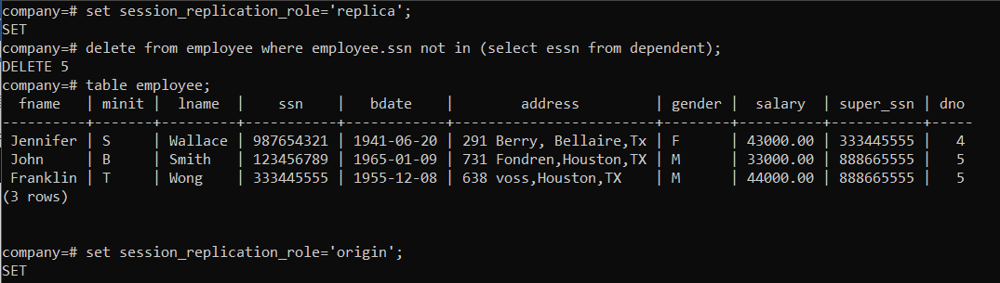 company=# set session_replication_role='replica';
SET
company=# delete from employee where employee.ssn not in (select essn from dependent);
DELETE 5
company=# table employee;
  fname   | minit |  lname  |    ssn    |   bdate    |        address         | gender |  salary  | super_ssn | dno
----------+-------+---------+-----------+------------+------------------------+--------+----------+-----------+-----
 Jennifer | S     | Wallace | 987654321 | 1941-06-20 | 291 Berry, Bellaire,Tx | F      | 43000.00 | 333445555 |   4
 John     | B     | Smith   | 123456789 | 1965-01-09 | 731 Fondren,Houston,TX | M      | 33000.00 | 888665555 |   5
 Franklin | T     | Wong    | 333445555 | 1955-12-08 | 638 voss,Houston,TX    | M      | 44000.00 | 888665555 |   5
(3 rows)
company=# set session_replication_role='origin';
SET